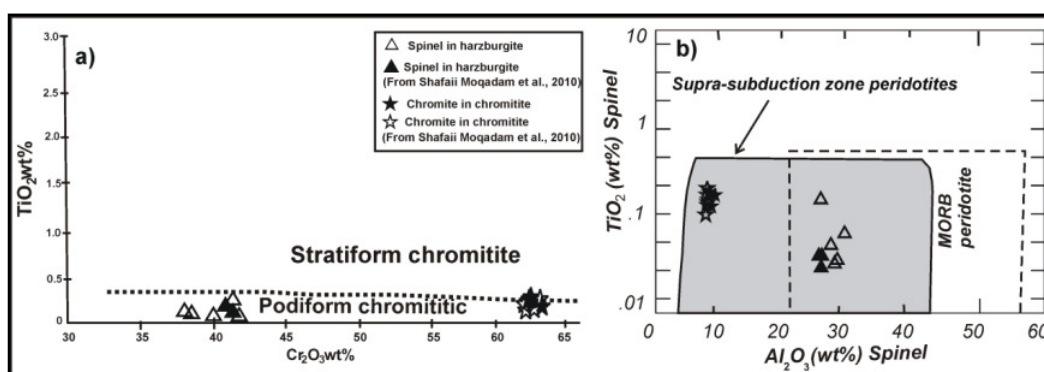 a)
TiO2wt%
3.0
2.5
2.0
1.5
1.0
0.5
0
30
35
40
45
50
55
60
65
Cr2O3wt%
Spinel in harzburgite
Spinel in harzburgite
(From Shafaii Moqadam et al., 2010)
Chromite in chromitite
Chromite in chromitite
(From Shafaii Moqadam et al., 2010)
Stratiform chromitite
Podiform chromititic
b)
TiO2 (wt%) Spinel
10
1
.1
.01
0
10
20
30
40
50
60
Al2O3(wt%) Spinel
Supra-subduction zone peridotites
MORB
peridotite